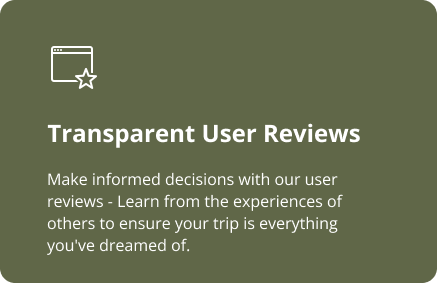 Transparent User Reviews
Make informed decisions with our user
reviews - Learn from the experiences of
others to ensure your trip is everything
you've dreamed of.